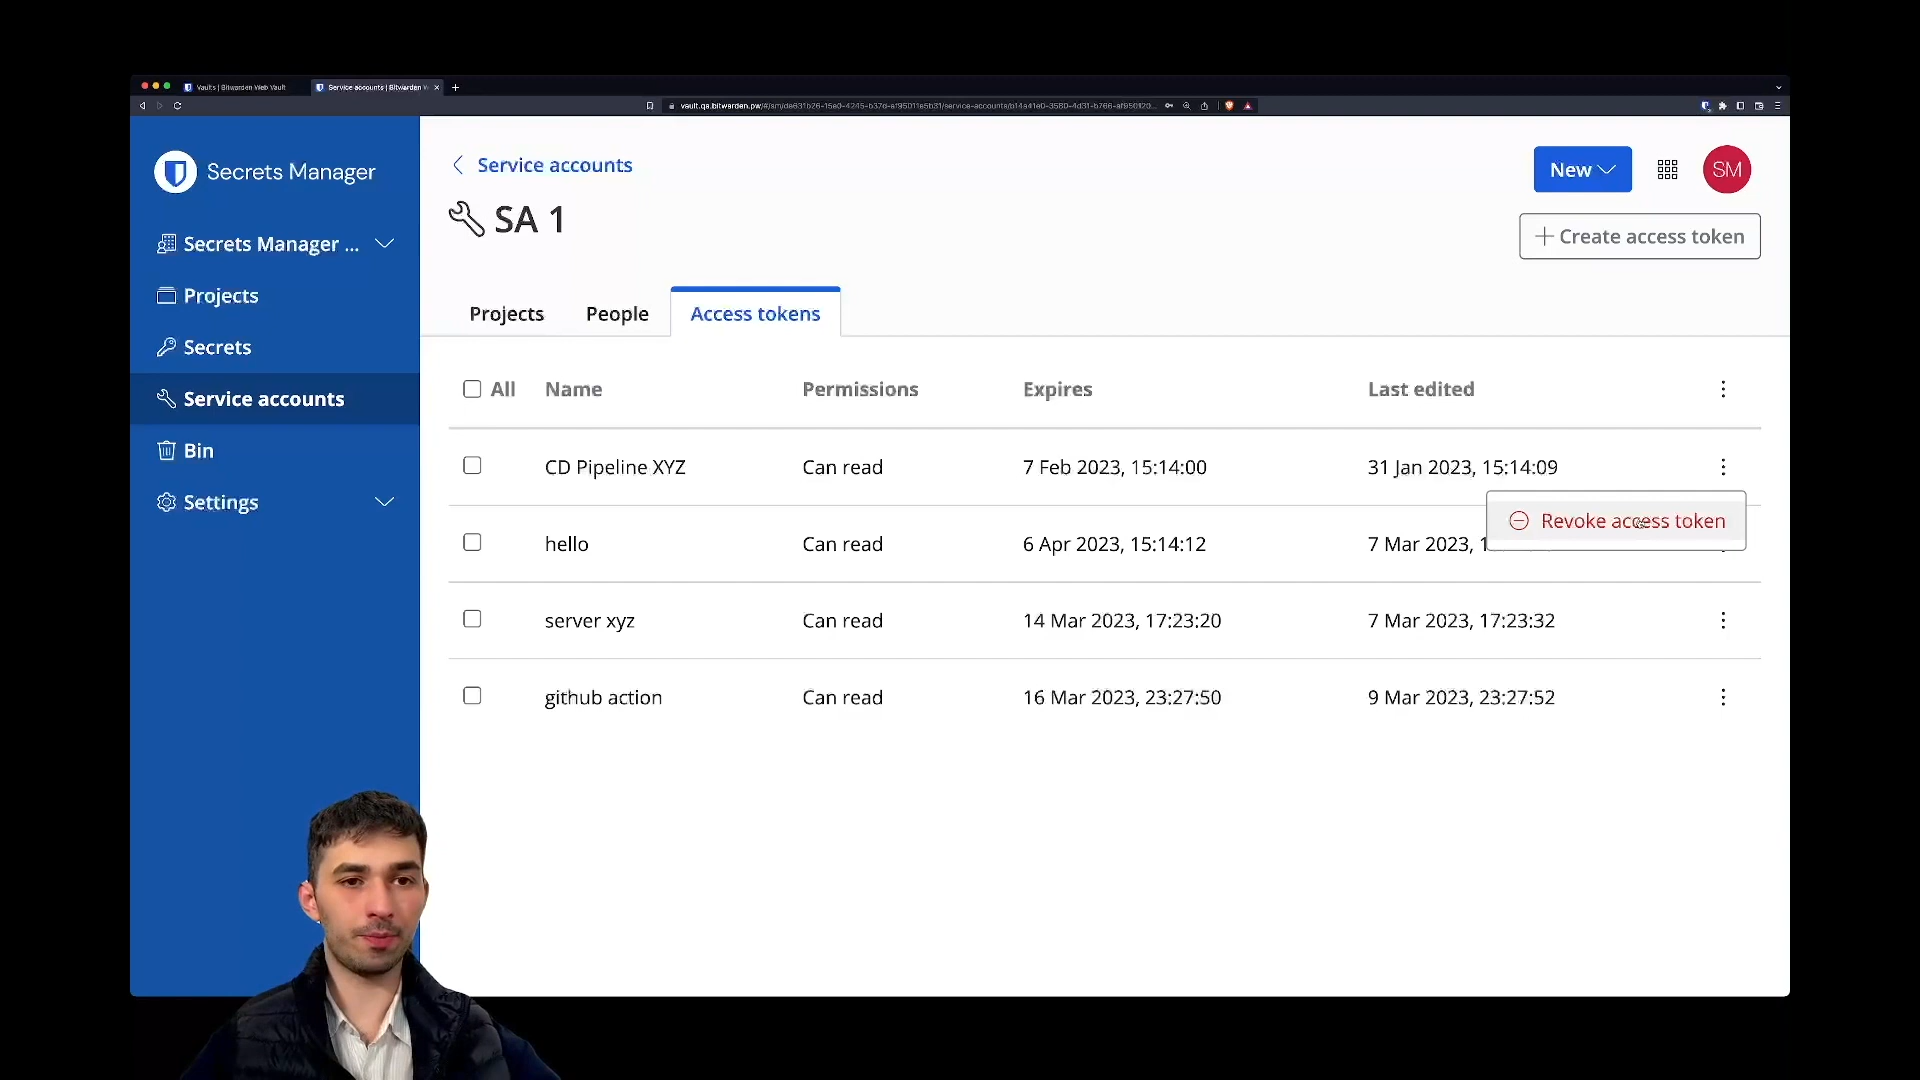 Vaults | Bitwarden Web Vault
Service accounts | Bitwarden W
Secrets Manager
Service accounts
New
SM
SA 1
Create access token
Secrets Manager ...
Projects
Secrets
Service accounts
Bin
Settings
Projects
People
Access tokens
All
Name
Permissions
Expires
Last edited
CD Pipeline XYZ
Can read
7 Feb 2023, 15:14:00
31 Jan 2023, 15:14:09
Revoke access token
hello
Can read
6 Apr 2023, 15:14:12
7 Mar 2023, 1
server xyz
Can read
14 Mar 2023, 17:23:20
7 Mar 2023, 17:23:32
github action
Can read
16 Mar 2023, 23:27:50
9 Mar 2023, 23:27:52